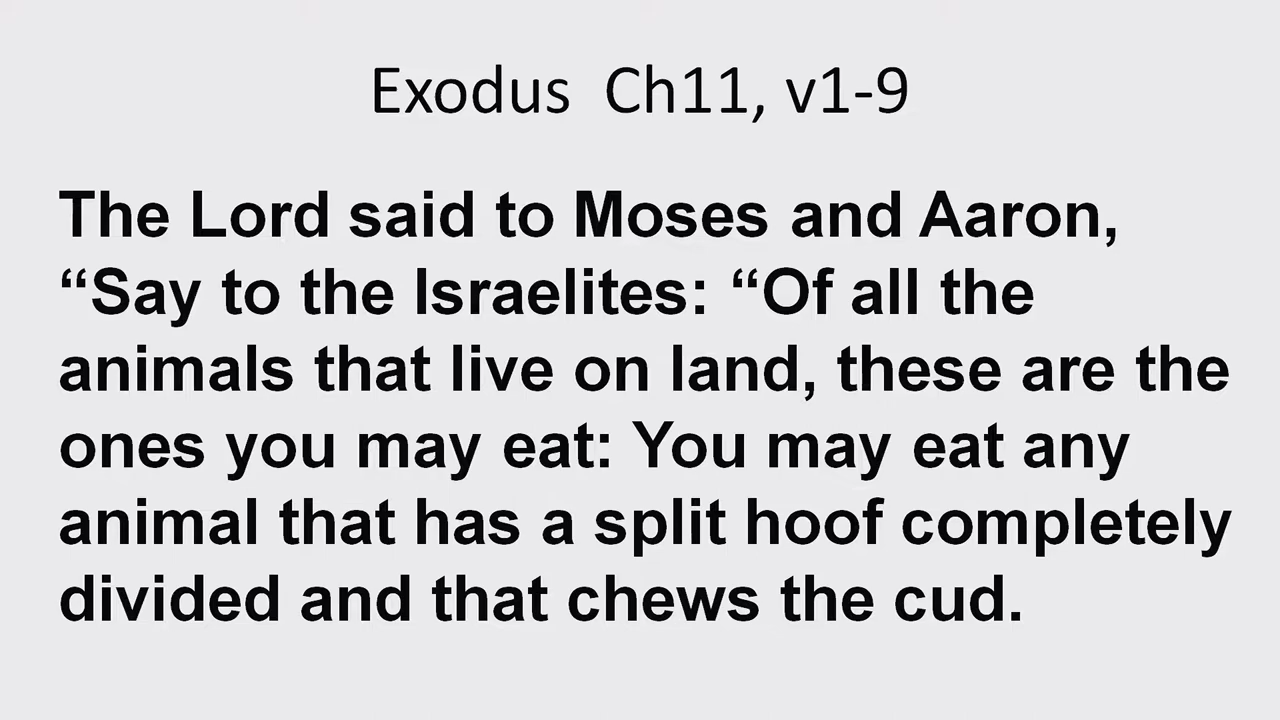 Exodus  Ch11, v1-9
The Lord said to Moses and Aaron,
“Say to the Israelites: “Of all the
animals that live on land, these are the
ones you may eat: You may eat any
animal that has a split hoof completely
divided and that chews the cud.